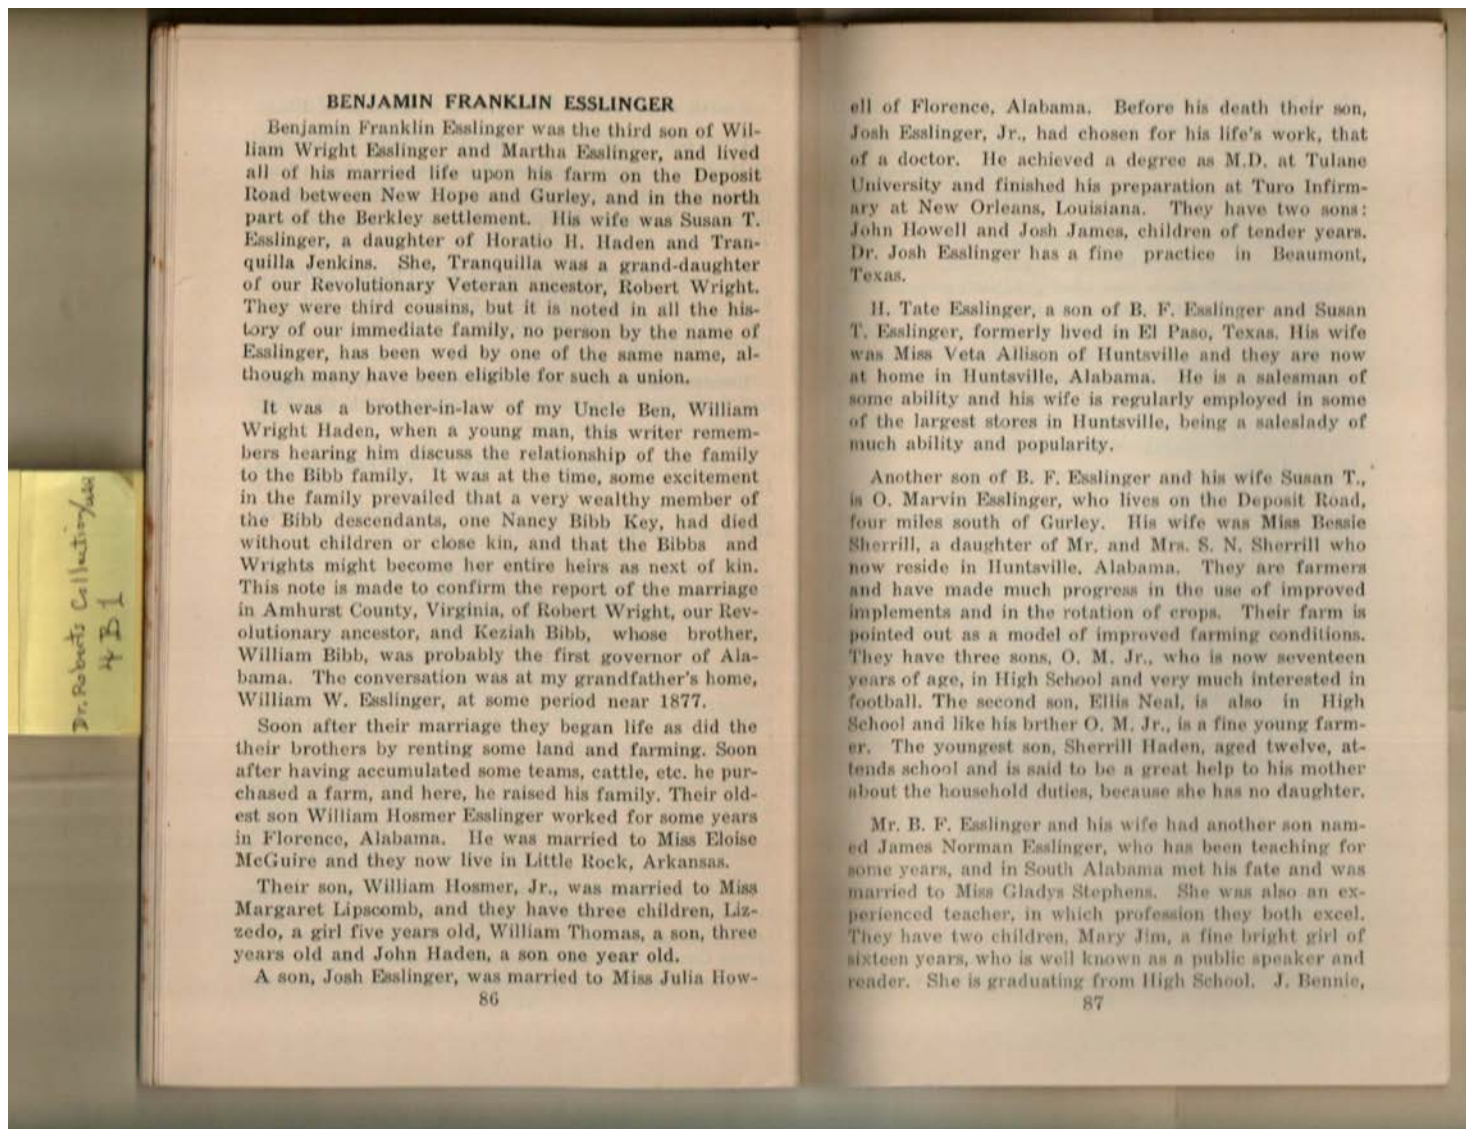 BENJAMIN FRANKLIN ESSLINGER
Benjamin Franklin Esslinger was the third son of Wil-
liam Wright Esslinger and Martha Esslinger, and lived
all of his married life upon his farm on the Deposit
Road between New Hope and Gurley, and in the north
part of the Berkley settlement. His wife was Susan T.
Esslinger, a daughter of Horatio H. Haden and Tran-
quilla Jenkins. She, Tranquilla was a grand-daughter
of our Revolutionary Veteran ancestor, Robert Wright.
They were third cousins, but it is noted in all the his-
tory of our immediate family, no person by the name of
Esslinger, has been wed by one of the same name, al-
though many have been eligible for such a union.
It was a brother-in-law of my Uncle Ben, William
Wright Haden, when a young man, this writer remem-
bers hearing him discuss the relationship of the family
to the Bibb family. It was at the time, some excitement
in the family prevailed that a very wealthy member of
the Bibb descendants, one Nancy Bibb Key, had died
without children or close kin, and that the Bibbs and
Wrights might become her entire heirs as next of kin.
This note is made to confirm the report of the marriage
in Amhurst County, Virginia, of Robert Wright, our Rev-
olutionary ancestor, and Keziah Bibb, whose brother,
William Bibb, was probably the first governor of Ala-
bama. The conversation was at my grandfather's home,
William W. Esslinger, at some period near 1877.
Soon after their marriage they began life as did the
their brothers by renting some land and farming. Soon
after having accumulated some teams, cattle, etc. he pur-
chased a farm, and here, he raised his family. Their old-
est son William Hosmer Esslinger worked for some years
in Florence, Alabama. He was married to Miss Eloise
McGuire and they now live in Little Rock, Arkansas.
Their son, William Hosmer, Jr., was married to Miss
Margaret Lipscomb, and they have three children, Liz-
zedo, a girl five years old, William Thomas, a son, three
years old and John Haden, a son one year old.
A son, Josh Esslinger, was married to Miss Julia How-
86
ell of Florence, Alabama. Before his death their son,
Josh Esslinger, Jr., had chosen for his life's work, that
of a doctor. He achieved a degree as M.D. at Tulane
University and finished his preparation at Turo Infirm-
ary at New Orleans, Louisiana. They have two sons:
John Howell and Josh James, children of tender years.
Dr. Josh Esslinger has a fine practice in Beaumont,
Texas.
H. Tate Esslinger, a son of B. F. Esslinger and Susan
T. Esslinger, formerly lived in El Paso, Texas. His wife
was Miss Veta Allison of Huntsville and they are now
at home in Huntsville, Alabama. He is a salesman of
some ability and his wife is regularly employed in some
of the largest stores in Huntsville, being a saleslady of
much ability and popularity.
Another son of B. F. Esslinger and his wife Susan T.,
is O. Marvin Esslinger, who lives on the Deposit Road,
four miles south of Gurley. His wife was Miss Bessie
Sherrill, a daughter of Mr. and Mrs. S. N. Sherrill who
now reside in Huntsville, Alabama. They are farmers
and have made much progress in the use of improved
implements and in the rotation of crops. Their farm is
pointed out as a model of improved farming conditions.
They have three sons, O. M. Jr., who is now seventeen
years of age, in High School and very much interested in
football. The second son, Ellis Neal, is also in High
School and like his brther O. M. Jr., is a fine young farm-
er. The youngest son, Sherrill Haden, aged twelve, at-
tends school and is said to be a great help to his mother
about the household duties, because she has no daughter.
Mr. B. F. Esslinger and his wife had another son nam-
ed James Norman Esslinger, who has been teaching for
some years, and in South Alabama met his fate and was
married to Miss Gladys Stephens. She was also an ex-
perienced teacher, in which profession they both excel.
They have two children, Mary Jim, a fine bright girl of
sixteen years, who is well known as a public speaker and
reader. She is graduating from High School. J. Bennie,
87
Dr. Roberts Collection
4 B 1